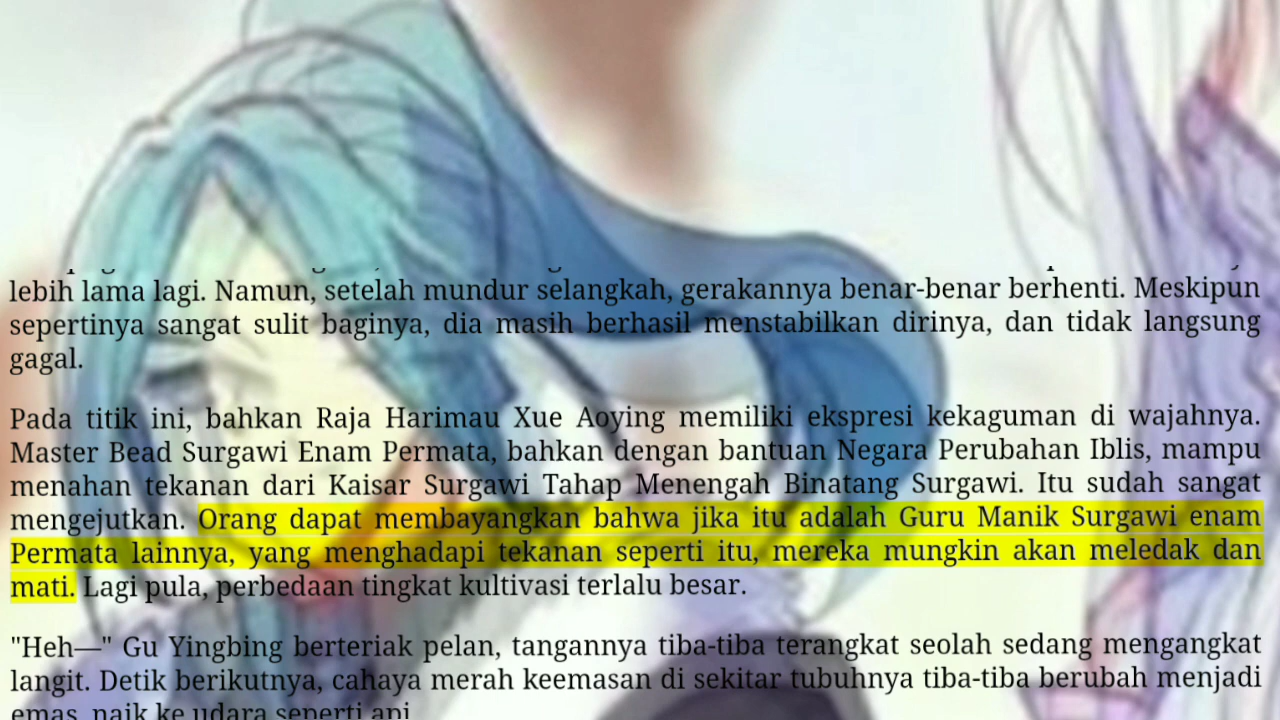 lebih lama lagi. Namun, setelah mundur selangkah, gerakannya benar-benar berhenti. Meskipun
sepertinya sangat sulit baginya, dia masih berhasil menstabilkan dirinya, dan tidak langsung
gagal.
Pada titik ini, bahkan Raja Harimau Xue Aoying memiliki ekspresi kekaguman di wajahnya.
Master Bead Surgawi Enam Permata, bahkan dengan bantuan Negara Perubahan Iblis, mampu
menahan tekanan dari Kaisar Surgawi Tahap Menengah Binatang Surgawi. Itu sudah sangat
mengejutkan. Orang dapat membayangkan bahwa jika itu adalah Guru Manik Surgawi enam
Permata lainnya, yang menghadapi tekanan seperti itu, mereka mungkin akan meledak dan
mati. Lagi pula, perbedaan tingkat kultivasi terlalu besar.
"Heh—" Gu Yingbing berteriak pelan, tangannya tiba-tiba terangkat seolah sedang mengangkat
langit. Detik berikutnya, cahaya merah keemasan di sekitar tubuhnya tiba-tiba berubah menjadi
emas, naik ke udara seperti api